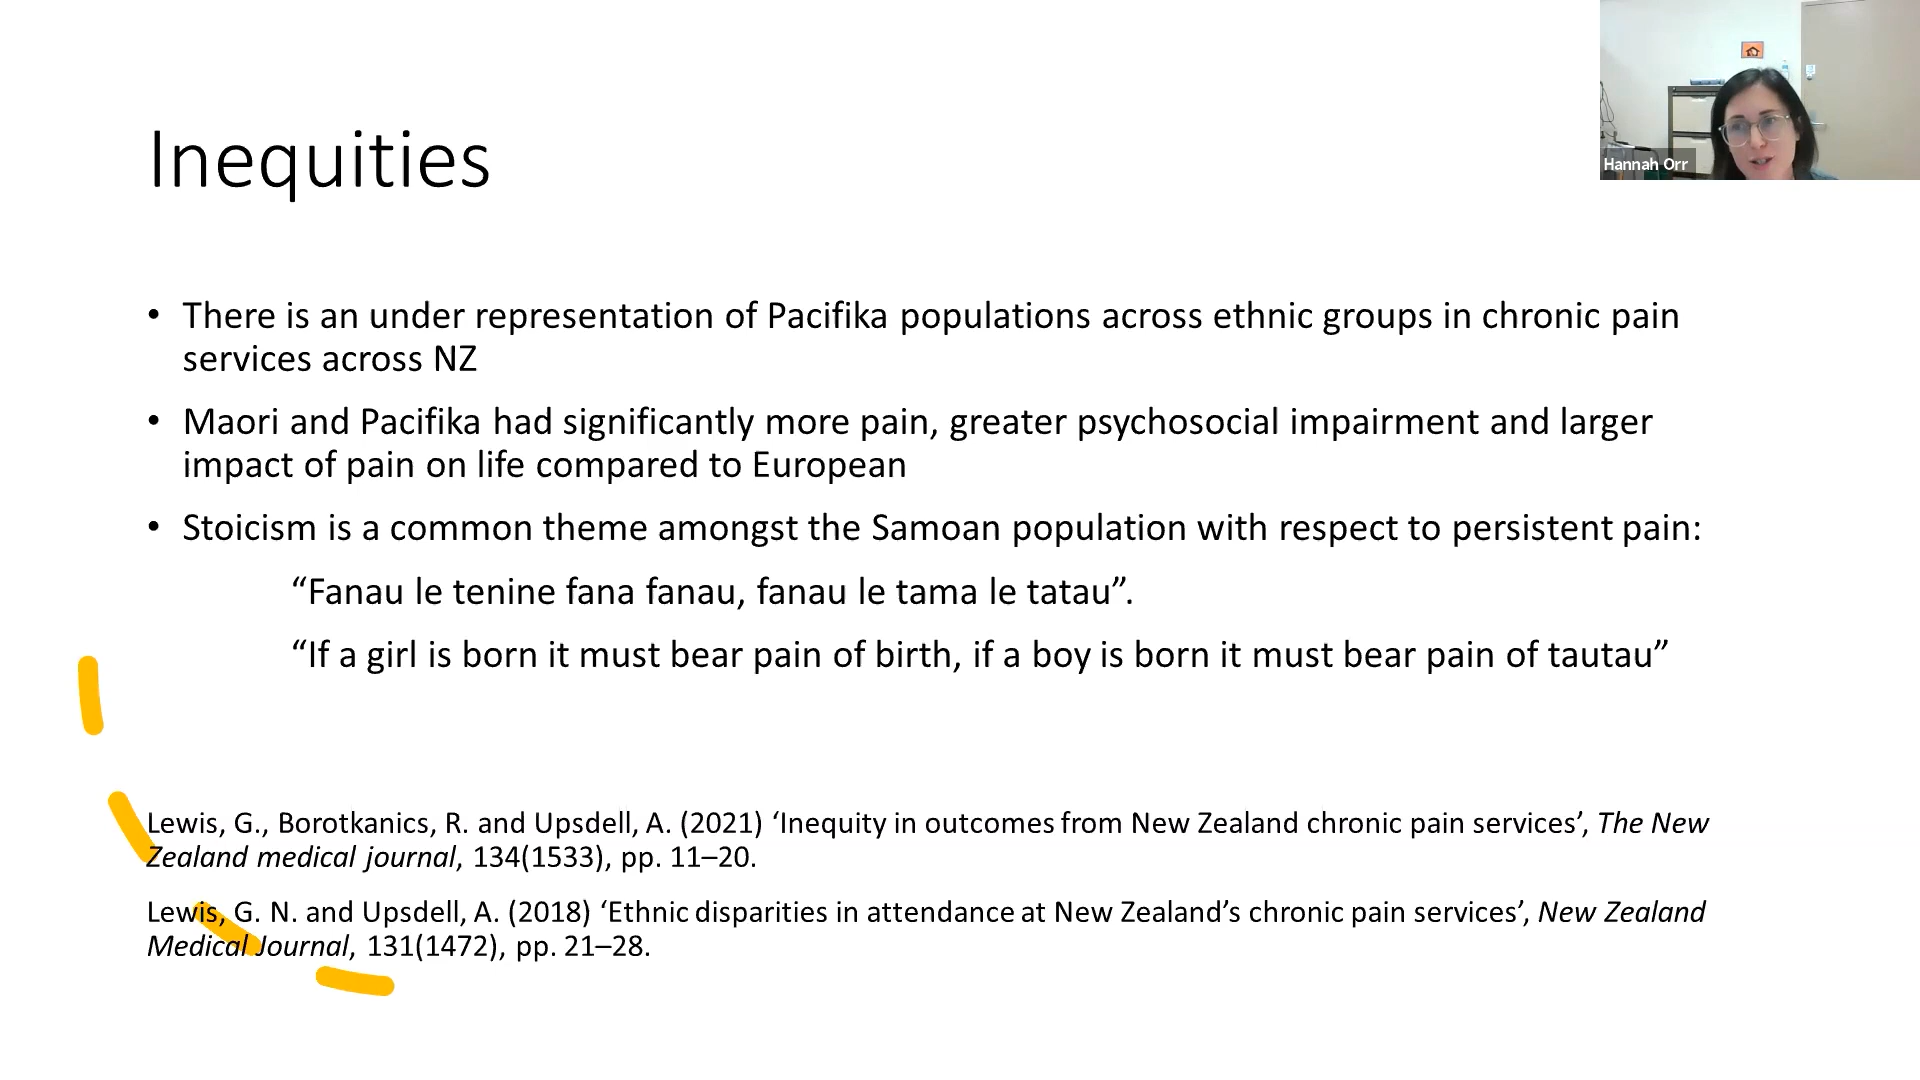 Hannah Orr
Inequities
• There is an under representation of Pacifika populations across ethnic groups in chronic pain
services across NZ
• Maori and Pacifika had significantly more pain, greater psychosocial impairment and larger
impact of pain on life compared to European
• Stoicism is a common theme amongst the Samoan population with respect to persistent pain:
“Fanau le tenine fana fanau, fanau le tama le tatau”.
“If a girl is born it must bear pain of birth, if a boy is born it must bear pain of tautau”
Lewis, G., Borotkanics, R. and Upsdell, A. (2021) ‘Inequity in outcomes from New Zealand chronic pain services’, The New
Zealand medical journal, 134(1533), pp. 11–20.
Lewis, G. N. and Upsdell, A. (2018) ‘Ethnic disparities in attendance at New Zealand’s chronic pain services’, New Zealand
Medical Journal, 131(1472), pp. 21–28.